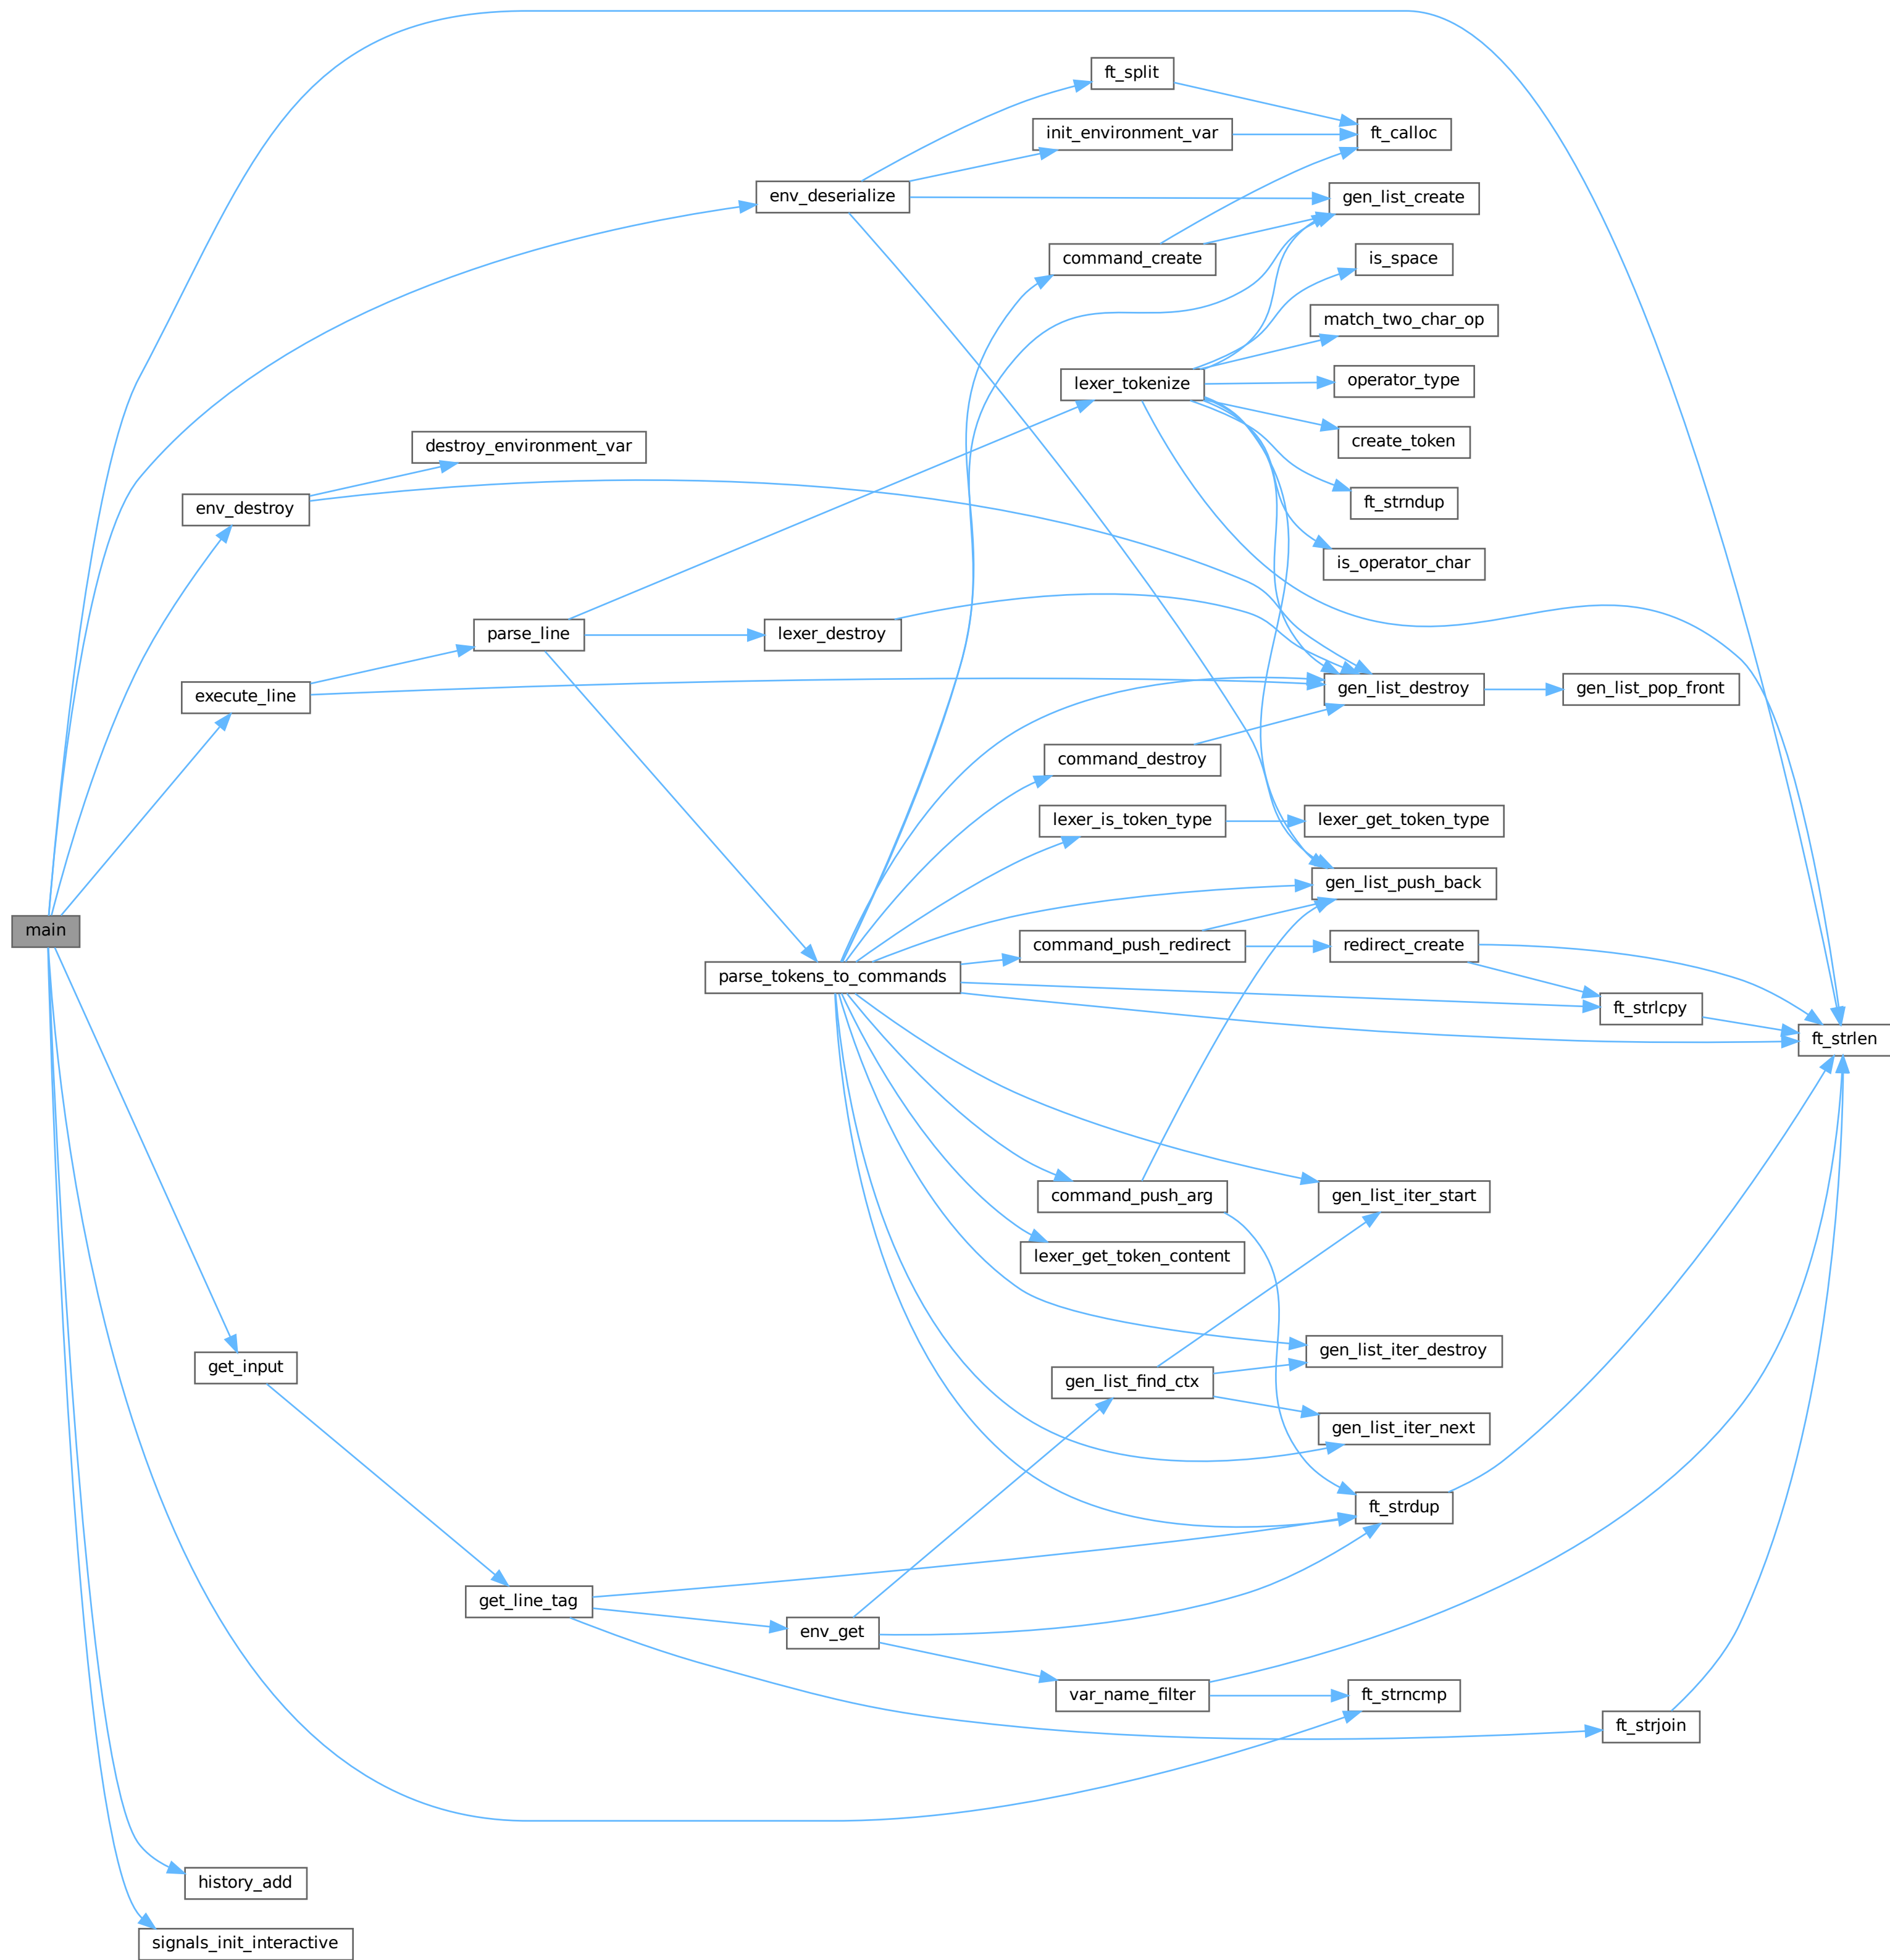 ft_split
init_environment_var
ft_calloc
env_deserialize
gen_list_create
command_create
is_space
match_two_char_op
lexer_tokenize
operator_type
destroy_environment_var
create_token
env_destroy
ft_strndup
is_operator_char
parse_line
lexer_destroy
execute_line
gen_list_destroy
gen_list_pop_front
command_destroy
lexer_is_token_type
lexer_get_token_type
gen_list_push_back
main
command_push_redirect
redirect_create
parse_tokens_to_commands
ft_strlcpy
ft_strlen
command_push_arg
gen_list_iter_start
lexer_get_token_content
gen_list_iter_destroy
get_input
gen_list_find_ctx
gen_list_iter_next
ft_strdup
get_line_tag
env_get
var_name_filter
ft_strncmp
ft_strjoin
history_add
signals_init_interactive